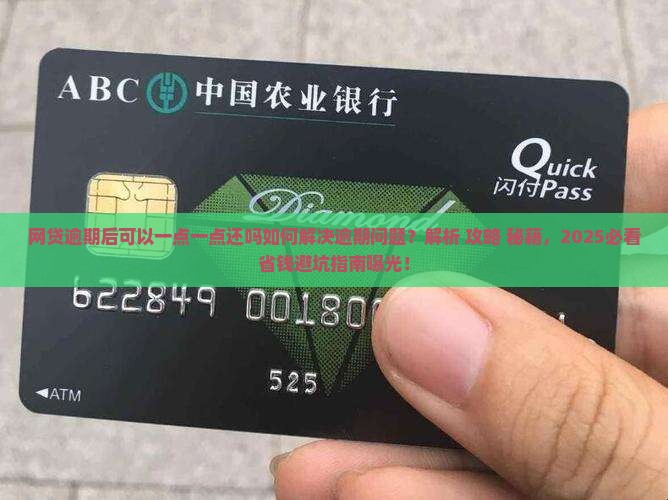 ABC 中国农业银行
Quick
闪付Pass
Diamond
网贷逾期后可以一点一点还吗如何解决逾期问题？解析 攻略 秘籍，2025必看
省钱避坑指南曝光！
622849 00180
525
◀ATM